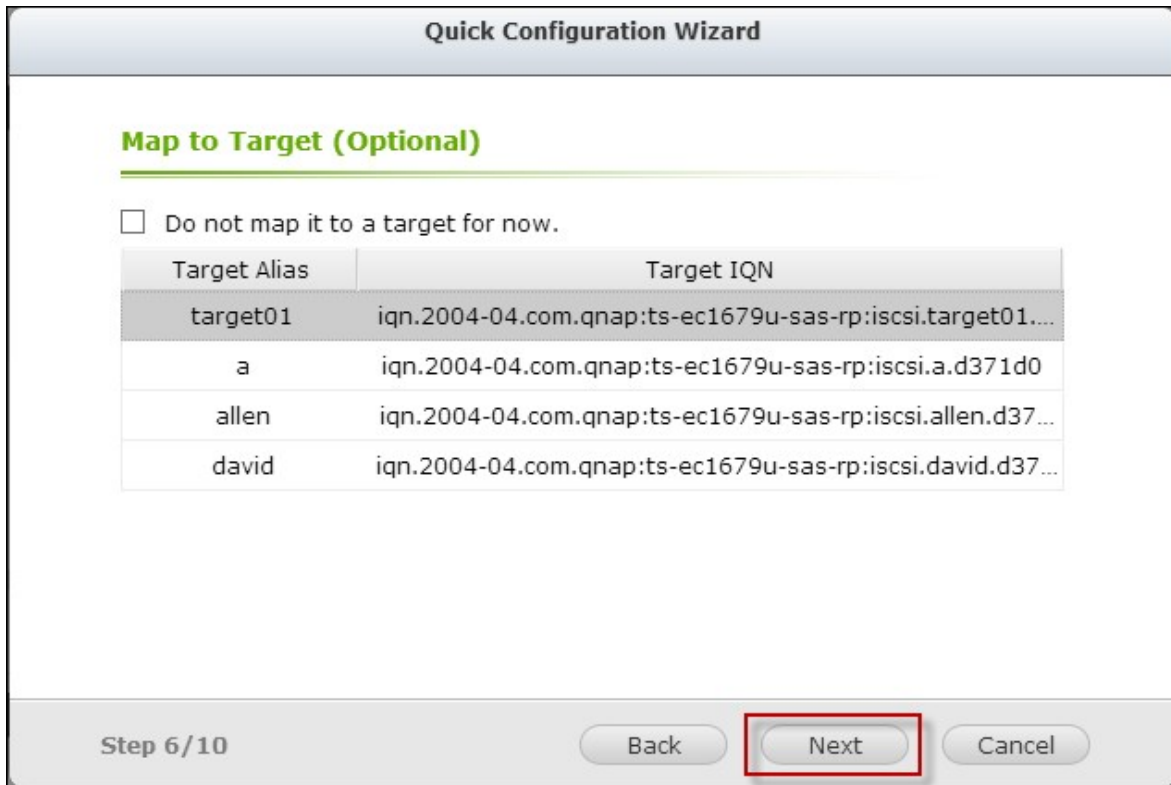 Quick Configuration Wizard
Map to Target (Optional)
Do not map it to a target for now.
Target Alias Target IQN
target01 iqn.2004-04.com.qnap:ts-ec1679u-sas-rp:iscsi.target01....
a iqn.2004-04.com.qnap:ts-ec1679u-sas-rp:iscsi.a.d371d0
allen iqn.2004-04.com.qnap:ts-ec1679u-sas-rp:iscsi.allen.d37...
david iqn.2004-04.com.qnap:ts-ec1679u-sas-rp:iscsi.david.d37...
Step 6/10 Back Next Cancel